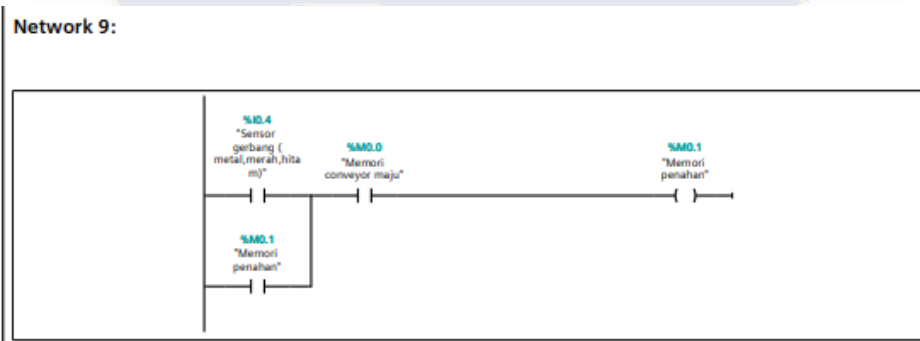 Network 9:
%I0.4
"Sensor
gerbang (
metal,merah,hita
m)"
%M0.0
"Memori
conveyor maju"
%M0.1
"Memori
penahan"
%M0.1
"Memori
penahan"